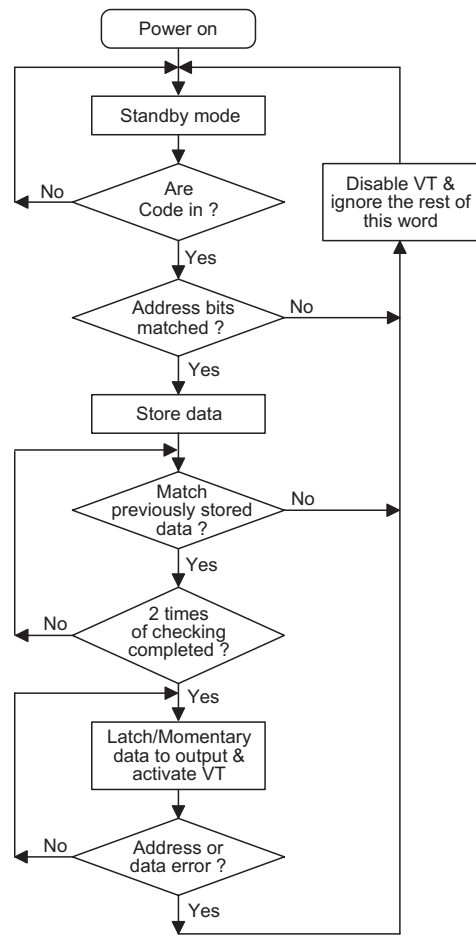 Power on
Standby mode
No
Are
Code in ?
Disable VT &
ignore the rest of
this word
Yes
Address bits
matched ?
No
Yes
Store data
Match
previously stored
data ?
No
Yes
No
2 times
of checking
completed ?
Yes
Latch/Momentary
data to output &
activate VT
No
Address or
data error ?
Yes